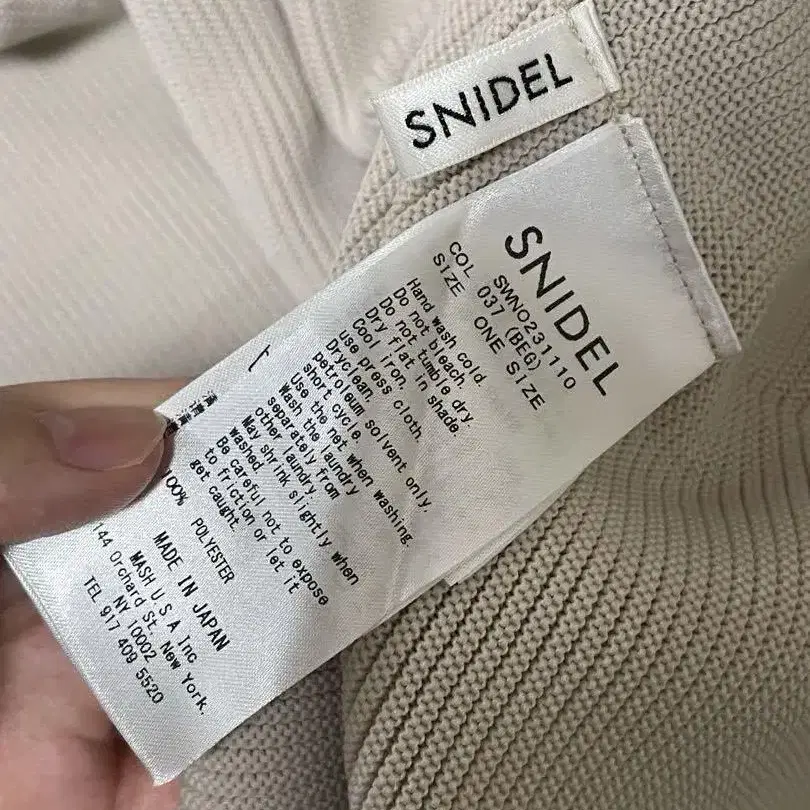 SNIDEL
SNIDEL
SWNO231110
COL 037 (BEG)
SIZE ONE SIZE
Hand wash cold.
Do not bleach.
Do not tumble dry.
Dry flat in shade.
Cool iron.
use press cloth.
Dryclean,
petroleum solvent only.
short cycle.
Use the net when washing.
Wash the laundry
separately from
other laundry.
May shrink slightly when
washed.
Be careful not to expose
to friction or let it
get caught.
100% POLYESTER
MADE IN JAPAN
MASH U S A Inc
144 Orchard St. New York.
NY 10002
TEL 917 409 5520